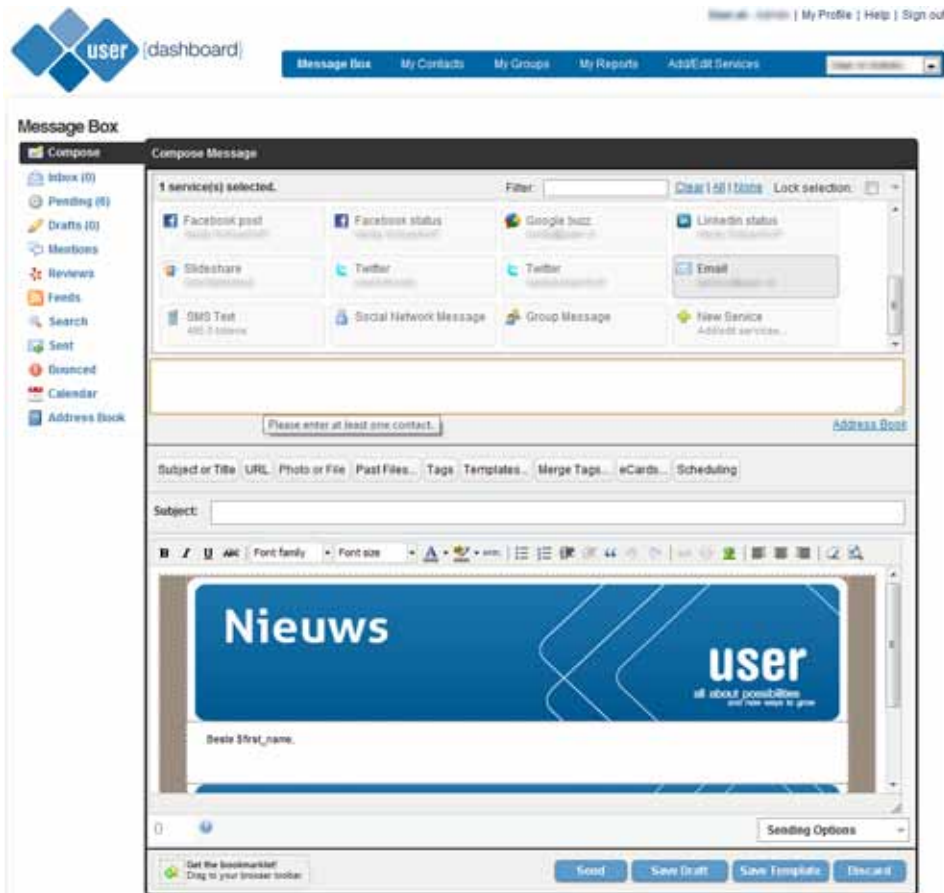 | My Profile | Help | Sign out
user {dashboard}
Message Box My Contacts My Groups My Reports Add/Edit Services
Message Box
Compose
Inbox (0)
Pending (6)
Drafts (0)
Mentions
Reviews
Feeds
Search
Sent
Bounced
Calendar
Address Book
Compose Message
1 service(s) selected. Filter: Clear | All | None Lock selection:
Facebook post Facebook status Google buzz LinkedIn status
Slideshare Twitter Twitter Email
SMS Text Social Network Message Group Message New Service
Add/edit services...
Please enter at least one contact.
Address Book
Subject or Title URL Photo or File Past Files... Tags Templates... Merge Tags... eCards... Scheduling
Subject:
B I U ABC Font family Font size A HTML
Nieuws
user
all about possibilities
and new ways to grow
Beste $first_name,
0 Sending Options
Get the bookmarklet!
Drag to your browser toolbar.
Send Save Draft Save Template Discard